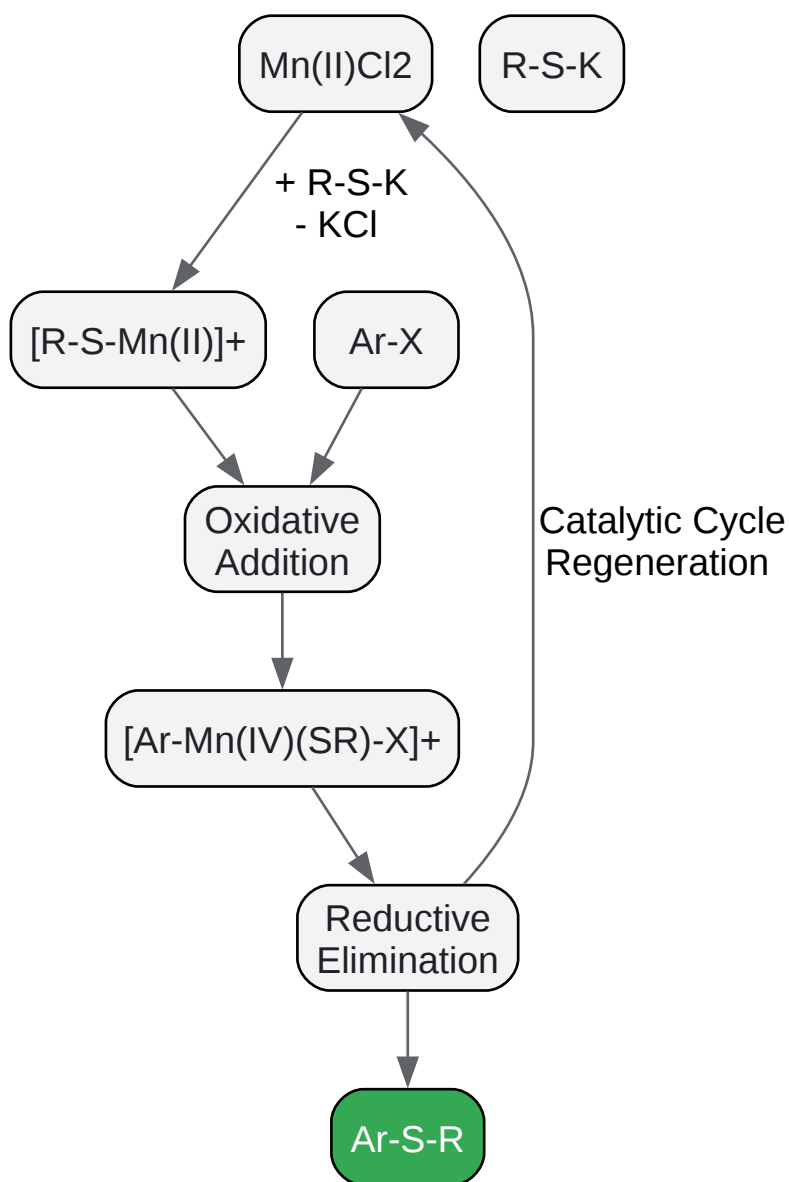 Mn(II)Cl2
R-S-K
+ R-S-K
- KCl
[R-S-Mn(II)]+
Ar-X
Oxidative
Addition
Catalytic Cycle
Regeneration
[Ar-Mn(IV)(SR)-X]+
Reductive
Elimination
Ar-S-R